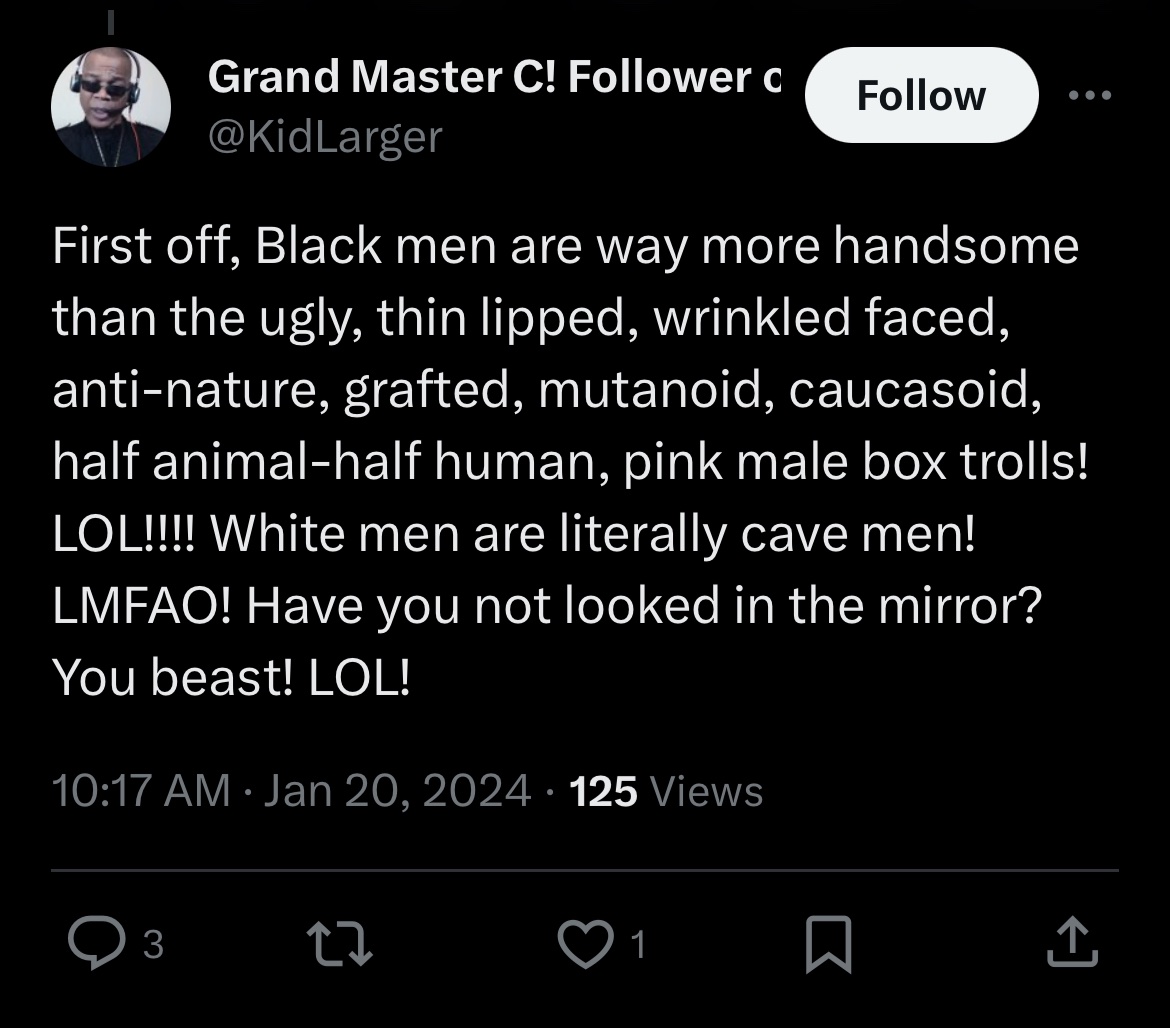 Grand Master C! Follower
Follow
@KidLarger
First off, Black men are way more handsome
than the ugly, thin lipped, wrinkled faced,
anti-nature, grafted, mutanoid, caucasoid,
half animal-half human, pink male box trolls!
LOL!!!! White men are literally cave men!
LMFAO! Have you not looked in the mirror?
You beast! LOL!
10:17 AM · Jan 20, 2024 · 125 Views
3
1